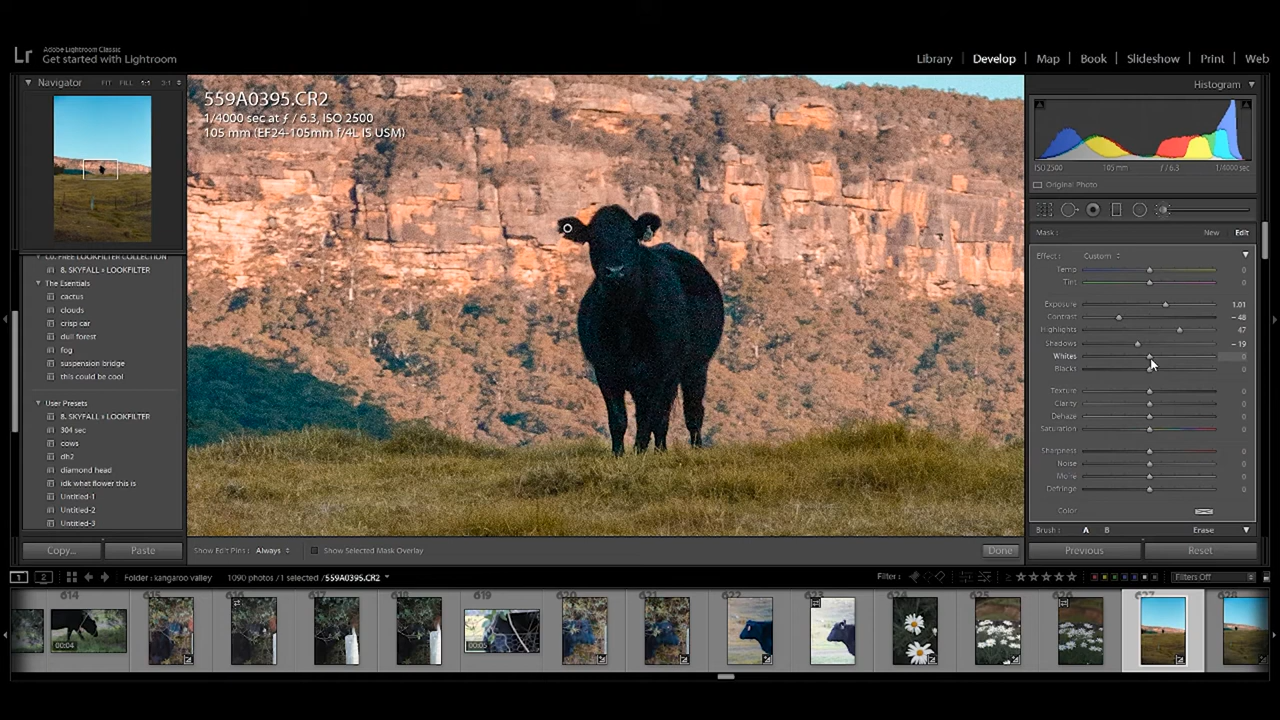 Lr
Adobe Lightroom Classic
Get started with Lightroom
Library | Develop | Map | Book | Slideshow | Print | Web
Navigator
FIT FILL 1:1 3:1
8. SKYFALL » LOOKFILTER
The Esentials
cactus
clouds
crisp car
dull forest
fog
suspension bridge
this could be cool
User Presets
8. SKYFALL » LOOKFILTER
304 sec
cows
dh2
diamond head
idk what flower this is
Untitled-1
Untitled-2
Untitled-3
Copy... Paste
559A0395.CR2
1/4000 sec at ƒ / 6.3, ISO 2500
105 mm (EF24-105mm f/4L IS USM)
Show Edit Pins: Always
Show Selected Mask Overlay
Done
Histogram
ISO 2500 105 mm ƒ / 6.3 1/4000 sec
Original Photo
Mask: New Edit
Effect: Custom
Temp 0
Tint 0
Exposure 1.01
Contrast – 48
Highlights 47
Shadows – 19
Whites 0
Blacks 0
Texture 0
Clarity 0
Dehaze 0
Saturation 0
Sharpness 0
Noise 0
Moire 0
Defringe 0
Color
Brush: A B Erase
Previous Reset
1 2 Folder: kangaroo valley 1090 photos / 1 selected / 559A0395.CR2
Filter: Filters Off
614 615 616 617 618 619 620 621 622 623 624 625 626 627 628
00:04
00:05